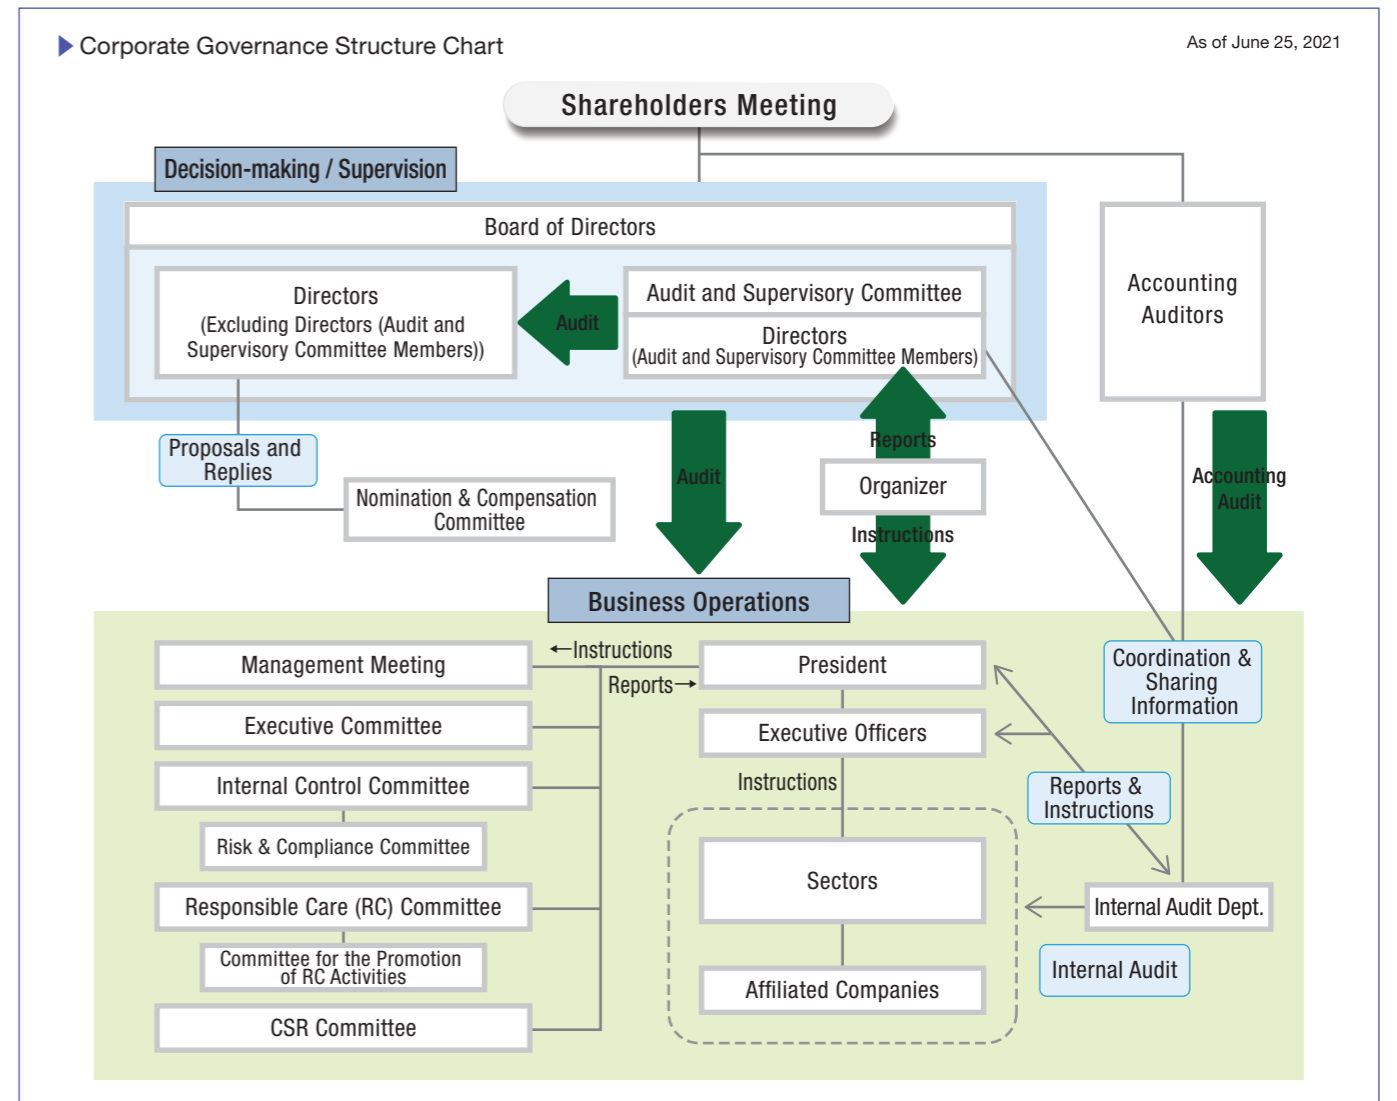 Corporate Governance Structure Chart
As of June 25, 2021
Shareholders Meeting
Decision-making / Supervision
Board of Directors
Directors
(Excluding Directors (Audit and
Supervisory Committee Members))
Audit
Audit and Supervisory Committee
Directors
(Audit and Supervisory Committee Members)
Accounting
Auditors
Proposals and
Replies
Nomination & Compensation
Committee
Audit
Reports
Organizer
Instructions
Accounting
Audit
Business Operations
Management Meeting
←Instructions
Reports→
President
Coordination &
Sharing
Information
Executive Committee
Executive Officers
Internal Control Committee
Instructions
Reports &
Instructions
Risk & Compliance Committee
Sectors
Responsible Care (RC) Committee
Internal Audit Dept.
Committee for the Promotion
of RC Activities
Internal Audit
Affiliated Companies
CSR Committee